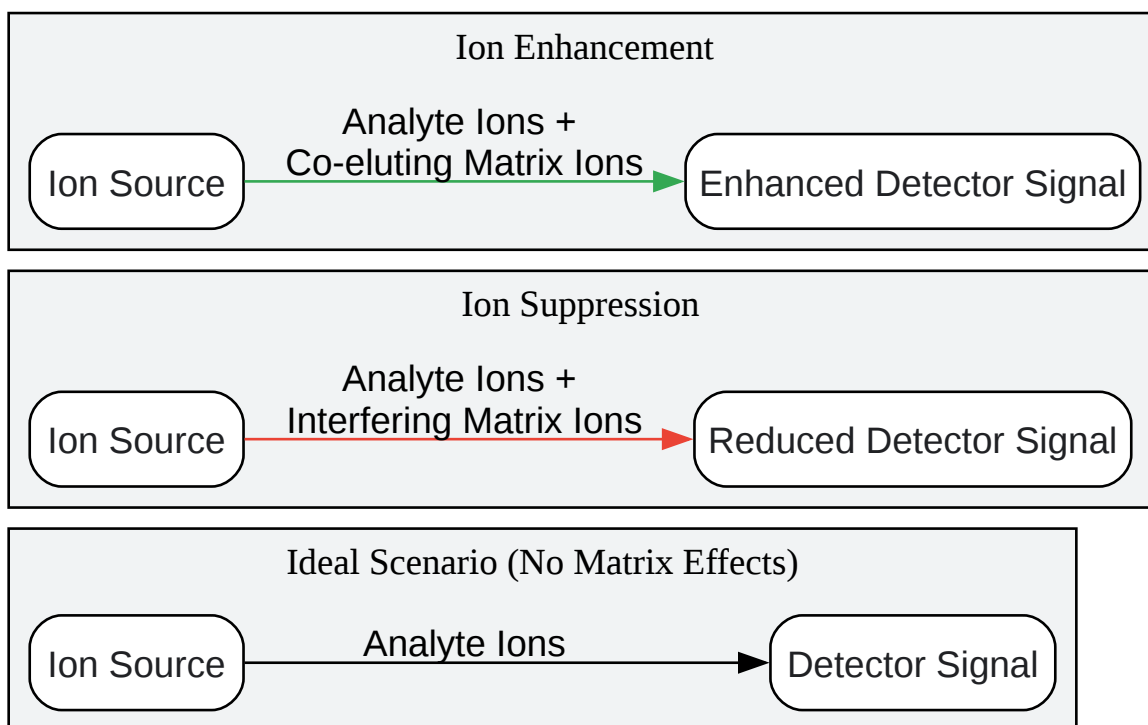 Ion Enhancement
Analyte Ions +
Co-eluting Matrix Ions
Ion Source
Enhanced Detector Signal
Ion Suppression
Analyte Ions +
Interfering Matrix Ions
Ion Source
Reduced Detector Signal
Ideal Scenario (No Matrix Effects)
Analyte Ions
Ion Source
Detector Signal